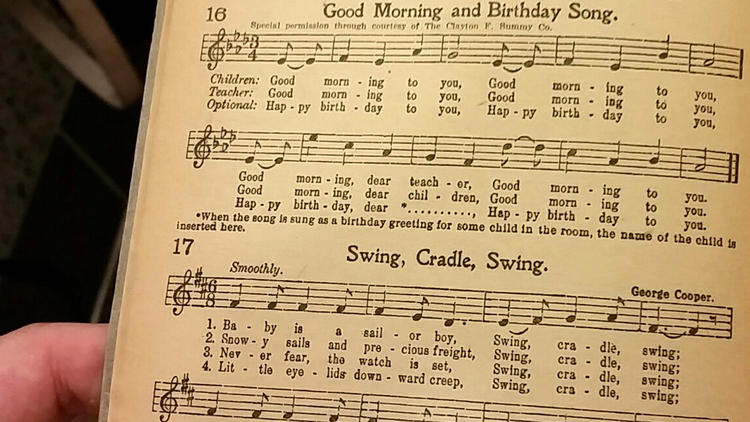 16
Good Morning and Birthday Song.
Special permission through courtesy of The Clayton F. Summy Co.
3
4
Children: Good morn - ing to you, Good morn - ing to you,
Teacher: Good morn - ing to you, Good morn - ing to you,
Optional: Hap - py birth - day to you, Hap - py birth - day to you,
Good morn - ing, dear teach - er, Good morn - ing to you.
Good morn - ing, dear chil - dren, Good morn - ing to you.
Hap - py birth - day, dear *.........., Hap - py birth - day to you.
*When the song is sung as a birthday greeting for some child in the room, the name of the child is
inserted here.
17
Swing, Cradle, Swing.
Smoothly.
George Cooper.
6
8
1. Ba - by is a sail - or boy, Swing, cra - dle, swing;
2. Snow - y sails and pre - cious freight, Swing, cra - dle, swing;
3. Nev - er fear, the watch is set, Swing, cra - dle, swing;
4. Lit - tle eye - lids down - ward creep, Swing, cra - dle, swing;